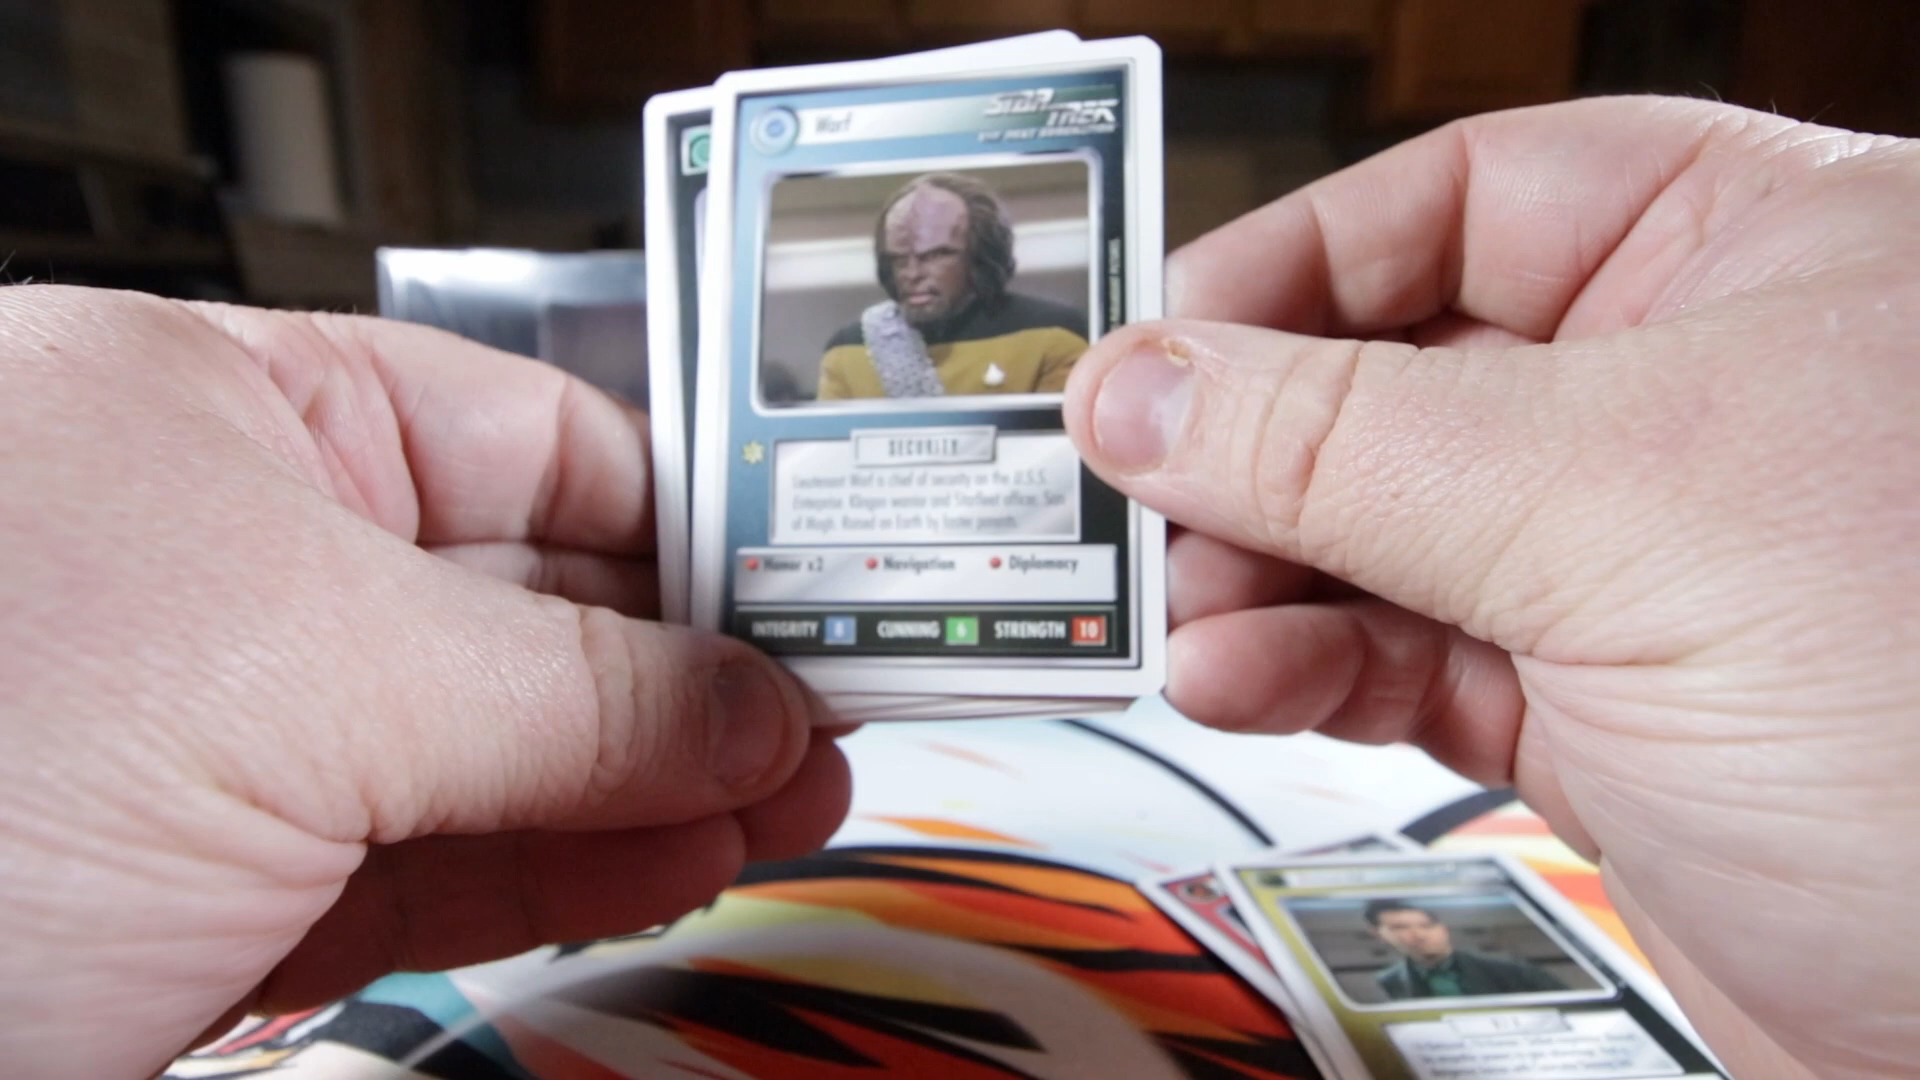 Worf
STAR TREK
THE NEXT GENERATION
SECURITY
Lieutenant Worf is chief of security on the U.S.S.
Enterprise. Klingon warrior and Starfleet officer. Son
of Mogh. Raised on Earth by foster parents.
Honor x2 Navigation Diplomacy
INTEGRITY 8 CUNNING 6 STRENGTH 10